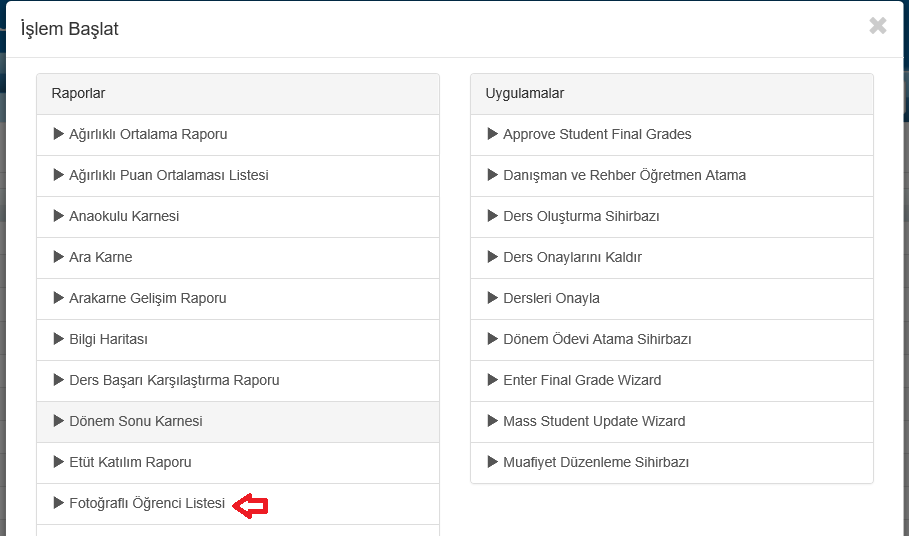 İşlem Başlat
Raporlar
Ağırlıklı Ortalama Raporu
Ağırlıklı Puan Ortalaması Listesi
Anaokulu Karnesi
Ara Karne
Arakarne Gelişim Raporu
Bilgi Haritası
Ders Başarı Karşılaştırma Raporu
Dönem Sonu Karnesi
Etüt Katılım Raporu
Fotoğraflı Öğrenci Listesi
Uygulamalar
Approve Student Final Grades
Danışman ve Rehber Öğretmen Atama
Ders Oluşturma Sihirbazı
Ders Onaylarını Kaldır
Dersleri Onayla
Dönem Ödevi Atama Sihirbazı
Enter Final Grade Wizard
Mass Student Update Wizard
Muafiyet Düzenleme Sihirbazı